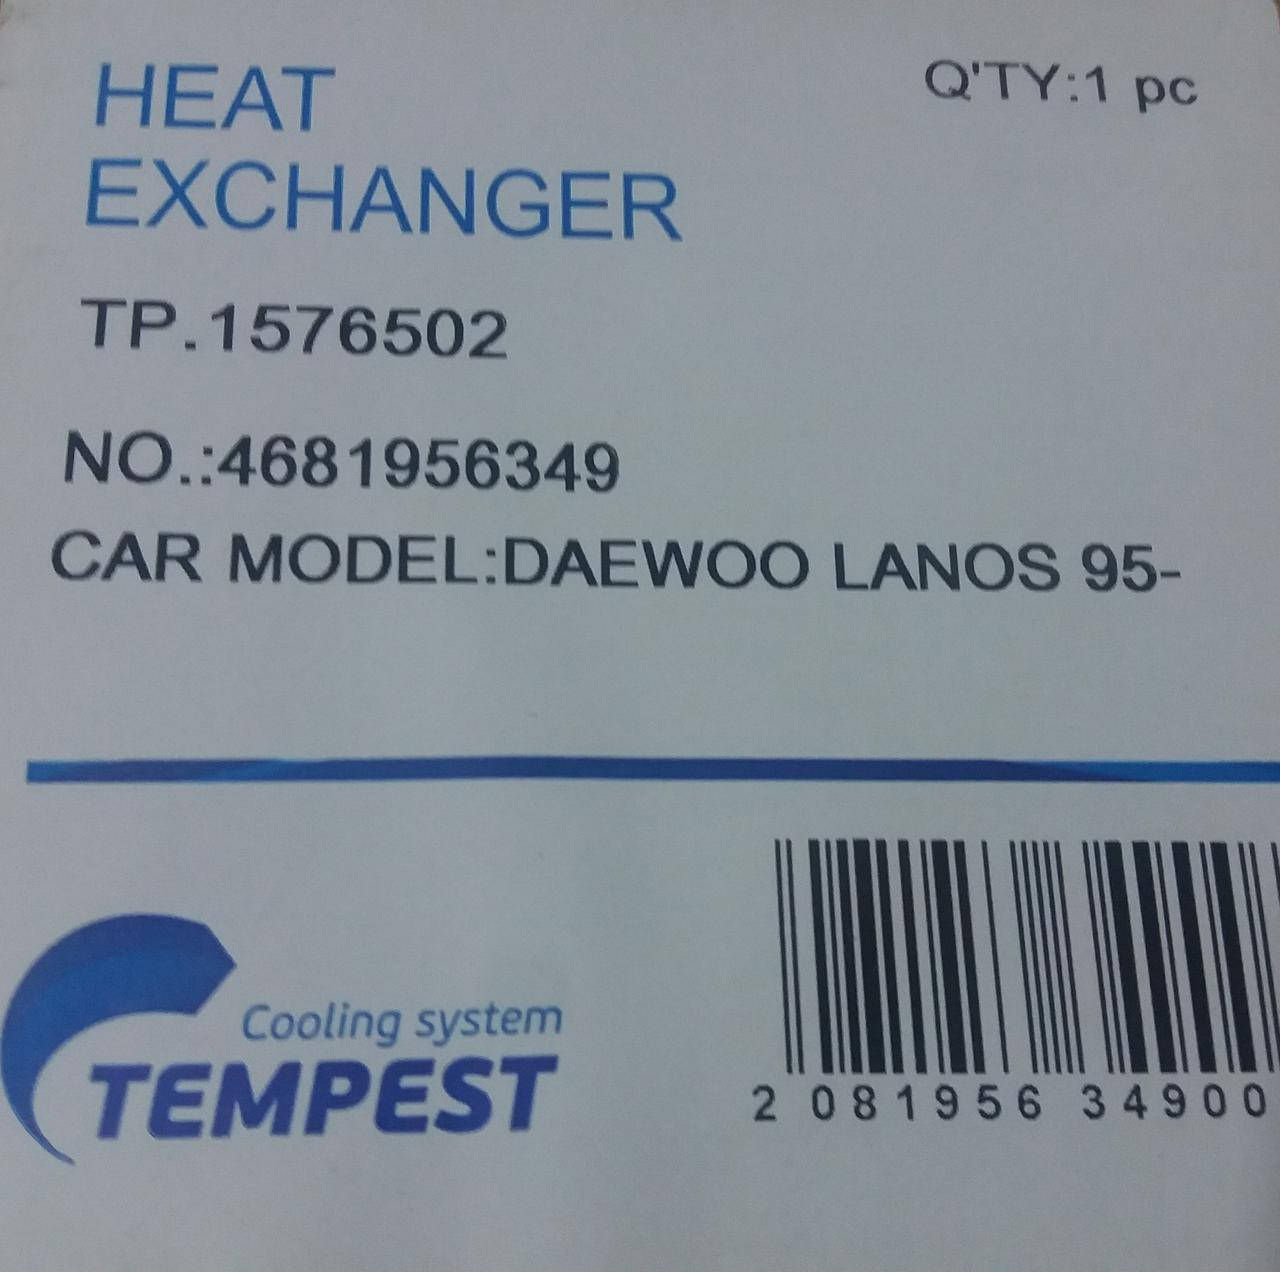 HEAT
EXCHANGER
Q'TY:1 pc
TP.1576502
NO.:4681956349
CAR MODEL:DAEWOO LANOS 95-
Cooling system
TEMPEST
2 081956 34900